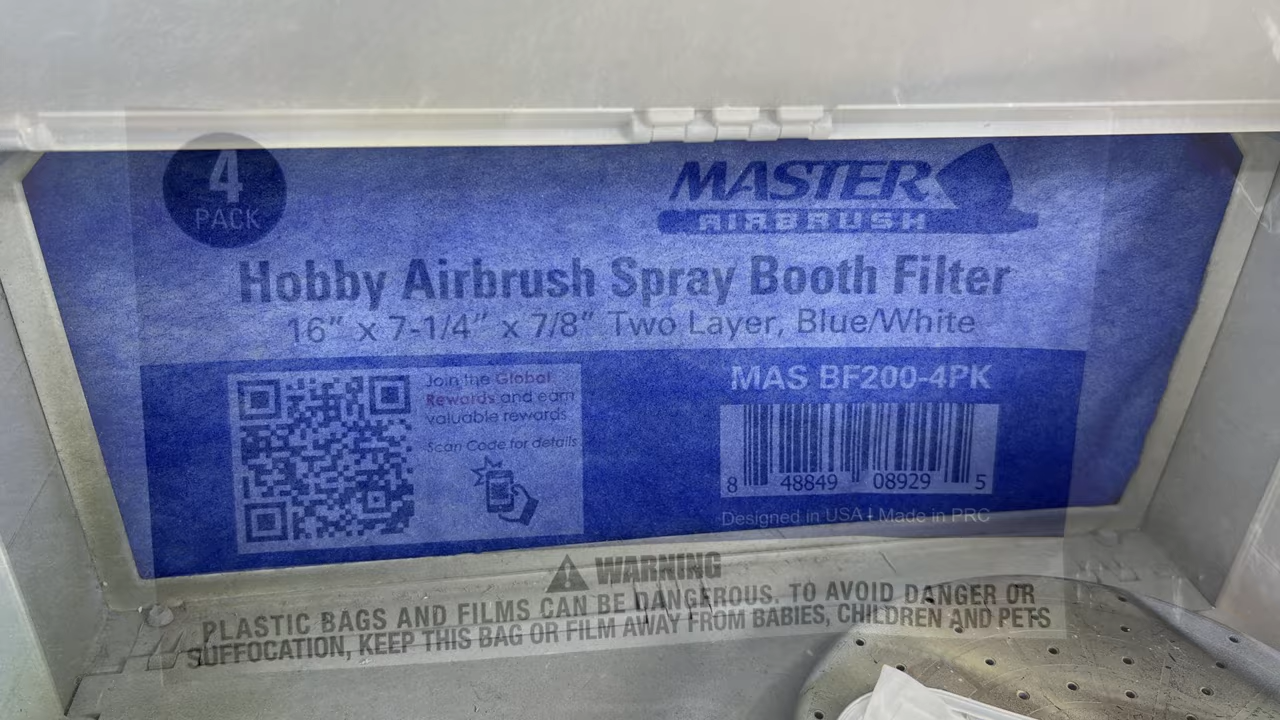 4
PACK
MASTER
AIRBRUSH
Hobby Airbrush Spray Booth Filter
16” x 7-1/4” x 7/8” Two Layer, Blue/White
Join the Global
Rewards and earn
valuable rewards
Scan Code for details
MAS BF200-4PK
8 48849 08929 5
Designed in USA | Made in PRC
WARNING
PLASTIC BAGS AND FILMS CAN BE DANGEROUS. TO AVOID DANGER OR
SUFFOCATION, KEEP THIS BAG OR FILM AWAY FROM BABIES, CHILDREN AND PETS